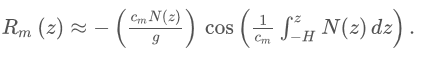 R_m (z) ≈ − ( c_m N(z) / g ) cos ( 1/c_m ∫_{−H}^{z} N(z) dz ) .